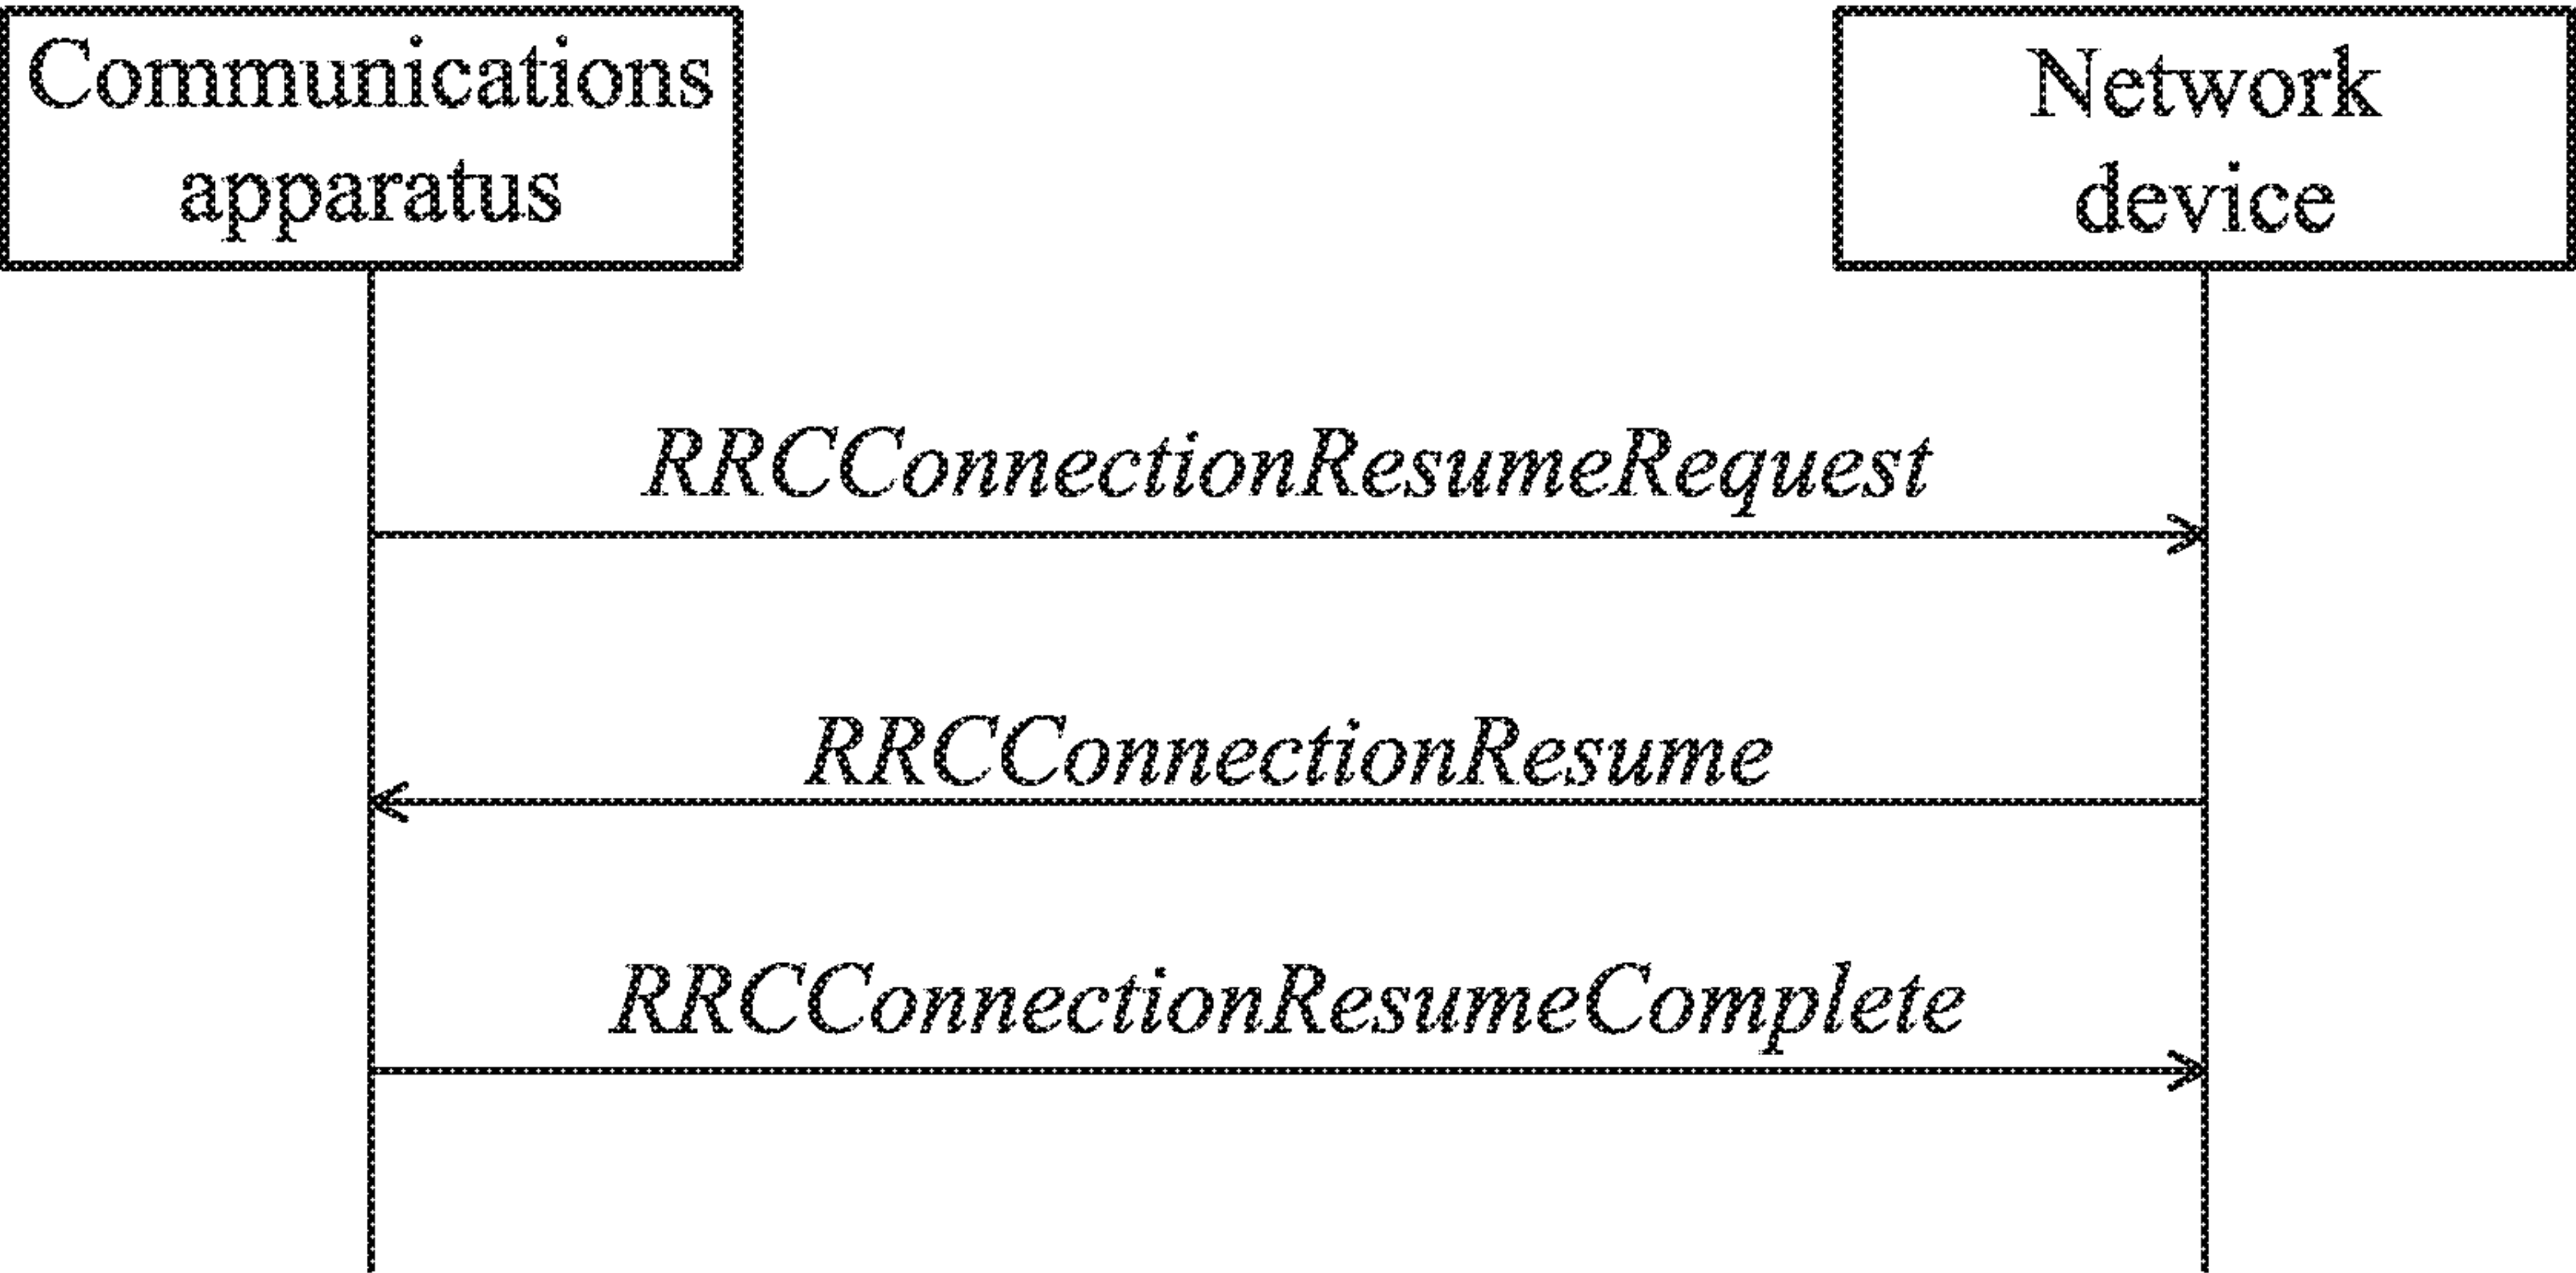 Communications
apparatus
Network
device
RRCConnectionResumeRequest
RRCConnectionResume
RRCConnectionResumeComplete